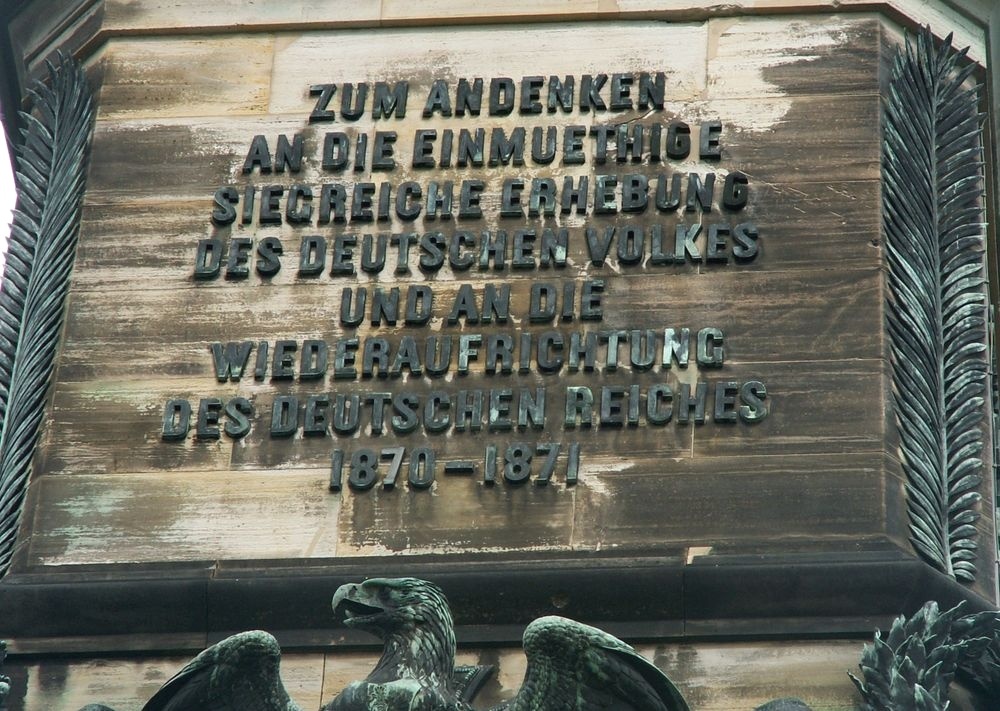 ZUM ANDENKEN
AN DIE EINMUETHIGE
SIEGREICHE ERHEBUNG
DES DEUTSCHEN VOLKES
UND AN DIE
WIEDERAUFRICHTUNG
DES DEUTSCHEN REICHES
1870–1871